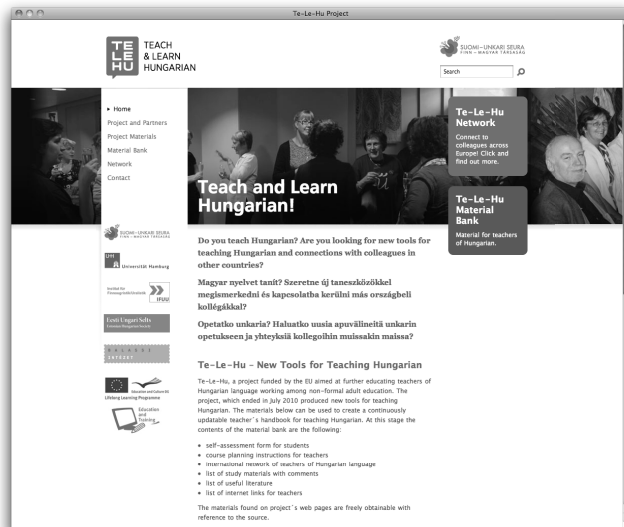 Te-Le-Hu Project
TE
LE
HU
TEACH
& LEARN
HUNGARIAN
SUOMI-UNKARI SEURA
FINN-MAGYAR TÁRSASÁG
Search
Home
Project and Partners
Project Materials
Material Bank
Network
Contact
Teach and Learn
Hungarian!
Te-Le-Hu
Network
Connect to
colleagues across
Europe! Click and
find out more.
Te-Le-Hu
Material
Bank
Material for teachers
of Hungarian.
SUOMI-UNKARI SEURA
FINN-MAGYAR TÁRSASÁG
Universität Hamburg
Institut für
Finnougristik/Uralistik
IFUU
Eesti Ungari Selts
BALASSI
INTÉZET
Education and Culture DG
Lifelong Learning Programme
Education
and
Training
Do you teach Hungarian? Are you looking for new tools for
teaching Hungarian and connections with colleagues in
other countries?
Magyar nyelvet tanít? Szeretne új taneszközökkel
megismerkedni és kapcsolatba kerülni más országbeli
kollégákkal?
Opetatko unkaria? Haluatko uusia apuvälineitä unkarin
opetukseen ja yhteyksiä kollegoihin muissakin maissa?
Te-Le-Hu – New Tools for Teaching Hungarian
Te-Le-Hu, a project funded by the EU aimed at further educating teachers of
Hungarian language working among non-formal adult education. The
project, which ended in July 2010 produced new tools for teaching
Hungarian. The materials below can be used to create a continuously
updatable teacher`s handbook for teaching Hungarian. At this stage the
contents of the material bank are the following:
• self-assessment form for students
• course planning instructions for teachers
• international network of teachers of Hungarian language
• list of study materials with comments
• list of useful literature
• list of internet links for teachers
The materials found on project`s web pages are freely obtainable with
reference to the source.